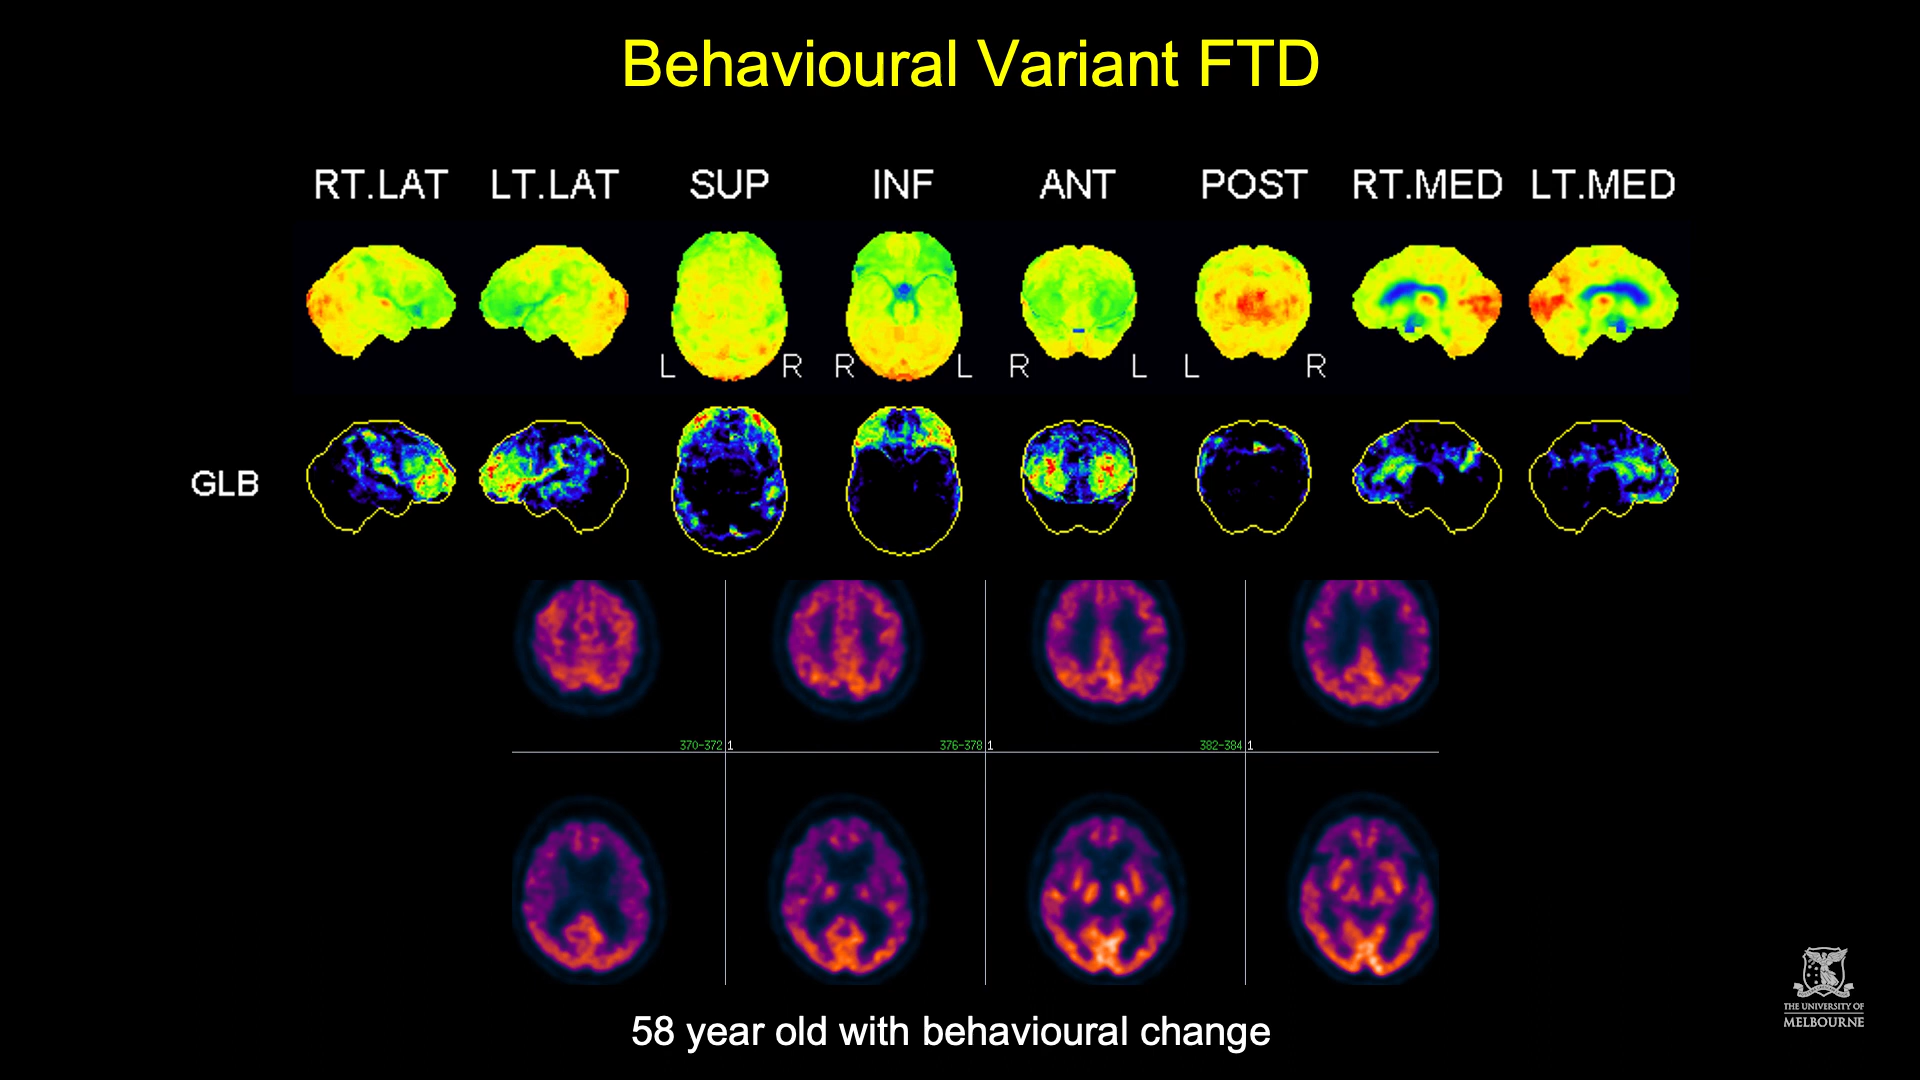 Behavioural Variant FTD
RT.LAT LT.LAT SUP INF ANT POST RT.MED LT.MED
L R R L R L L R
GLB
370-372 1 376-378 1 382-384 1
58 year old with behavioural change
THE UNIVERSITY OF
MELBOURNE